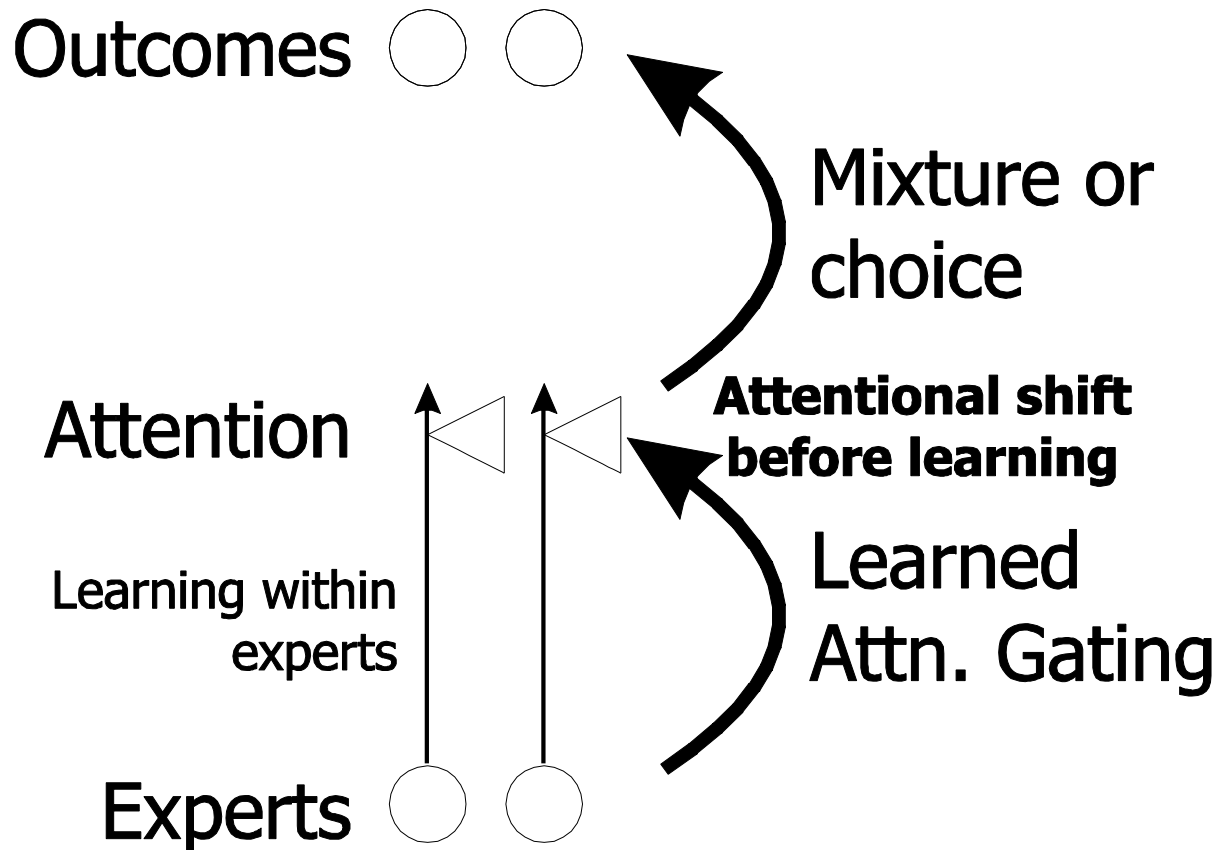 Outcomes
Mixture or
choice
Attention
Attentional shift
before learning
Learning within
experts
Learned
Attn. Gating
Experts